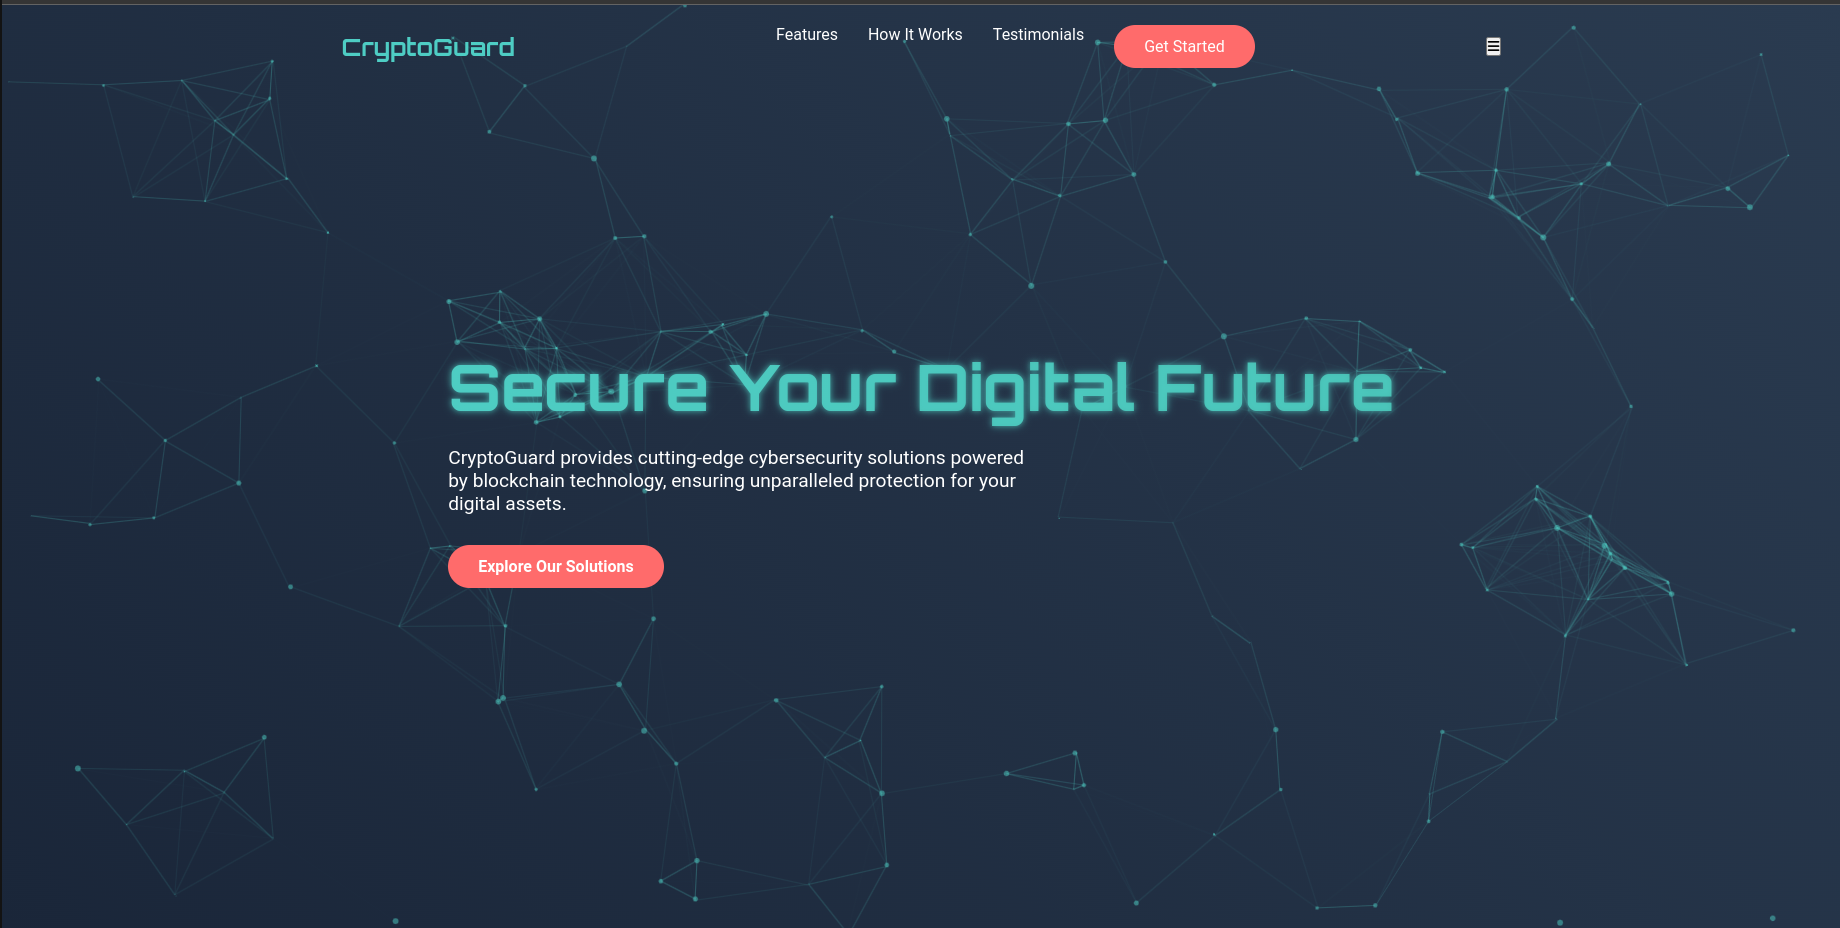 CryptoGuard
Features
How It Works
Testimonials
Get Started
Secure Your Digital Future
CryptoGuard provides cutting-edge cybersecurity solutions powered
by blockchain technology, ensuring unparalleled protection for your
digital assets.
Explore Our Solutions